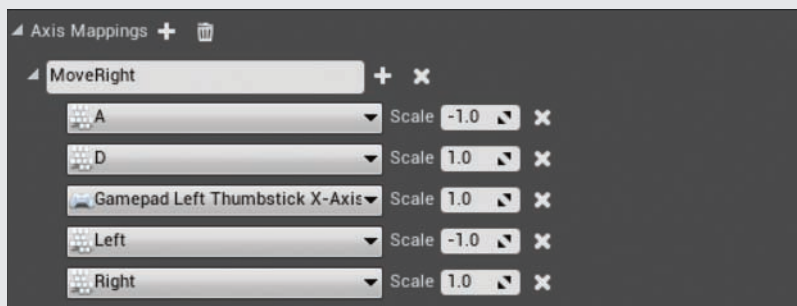 Axis Mappings
MoveRight
A Scale -1.0
D Scale 1.0
Gamepad Left Thumbstick X-Axis Scale 1.0
Left Scale -1.0
Right Scale 1.0